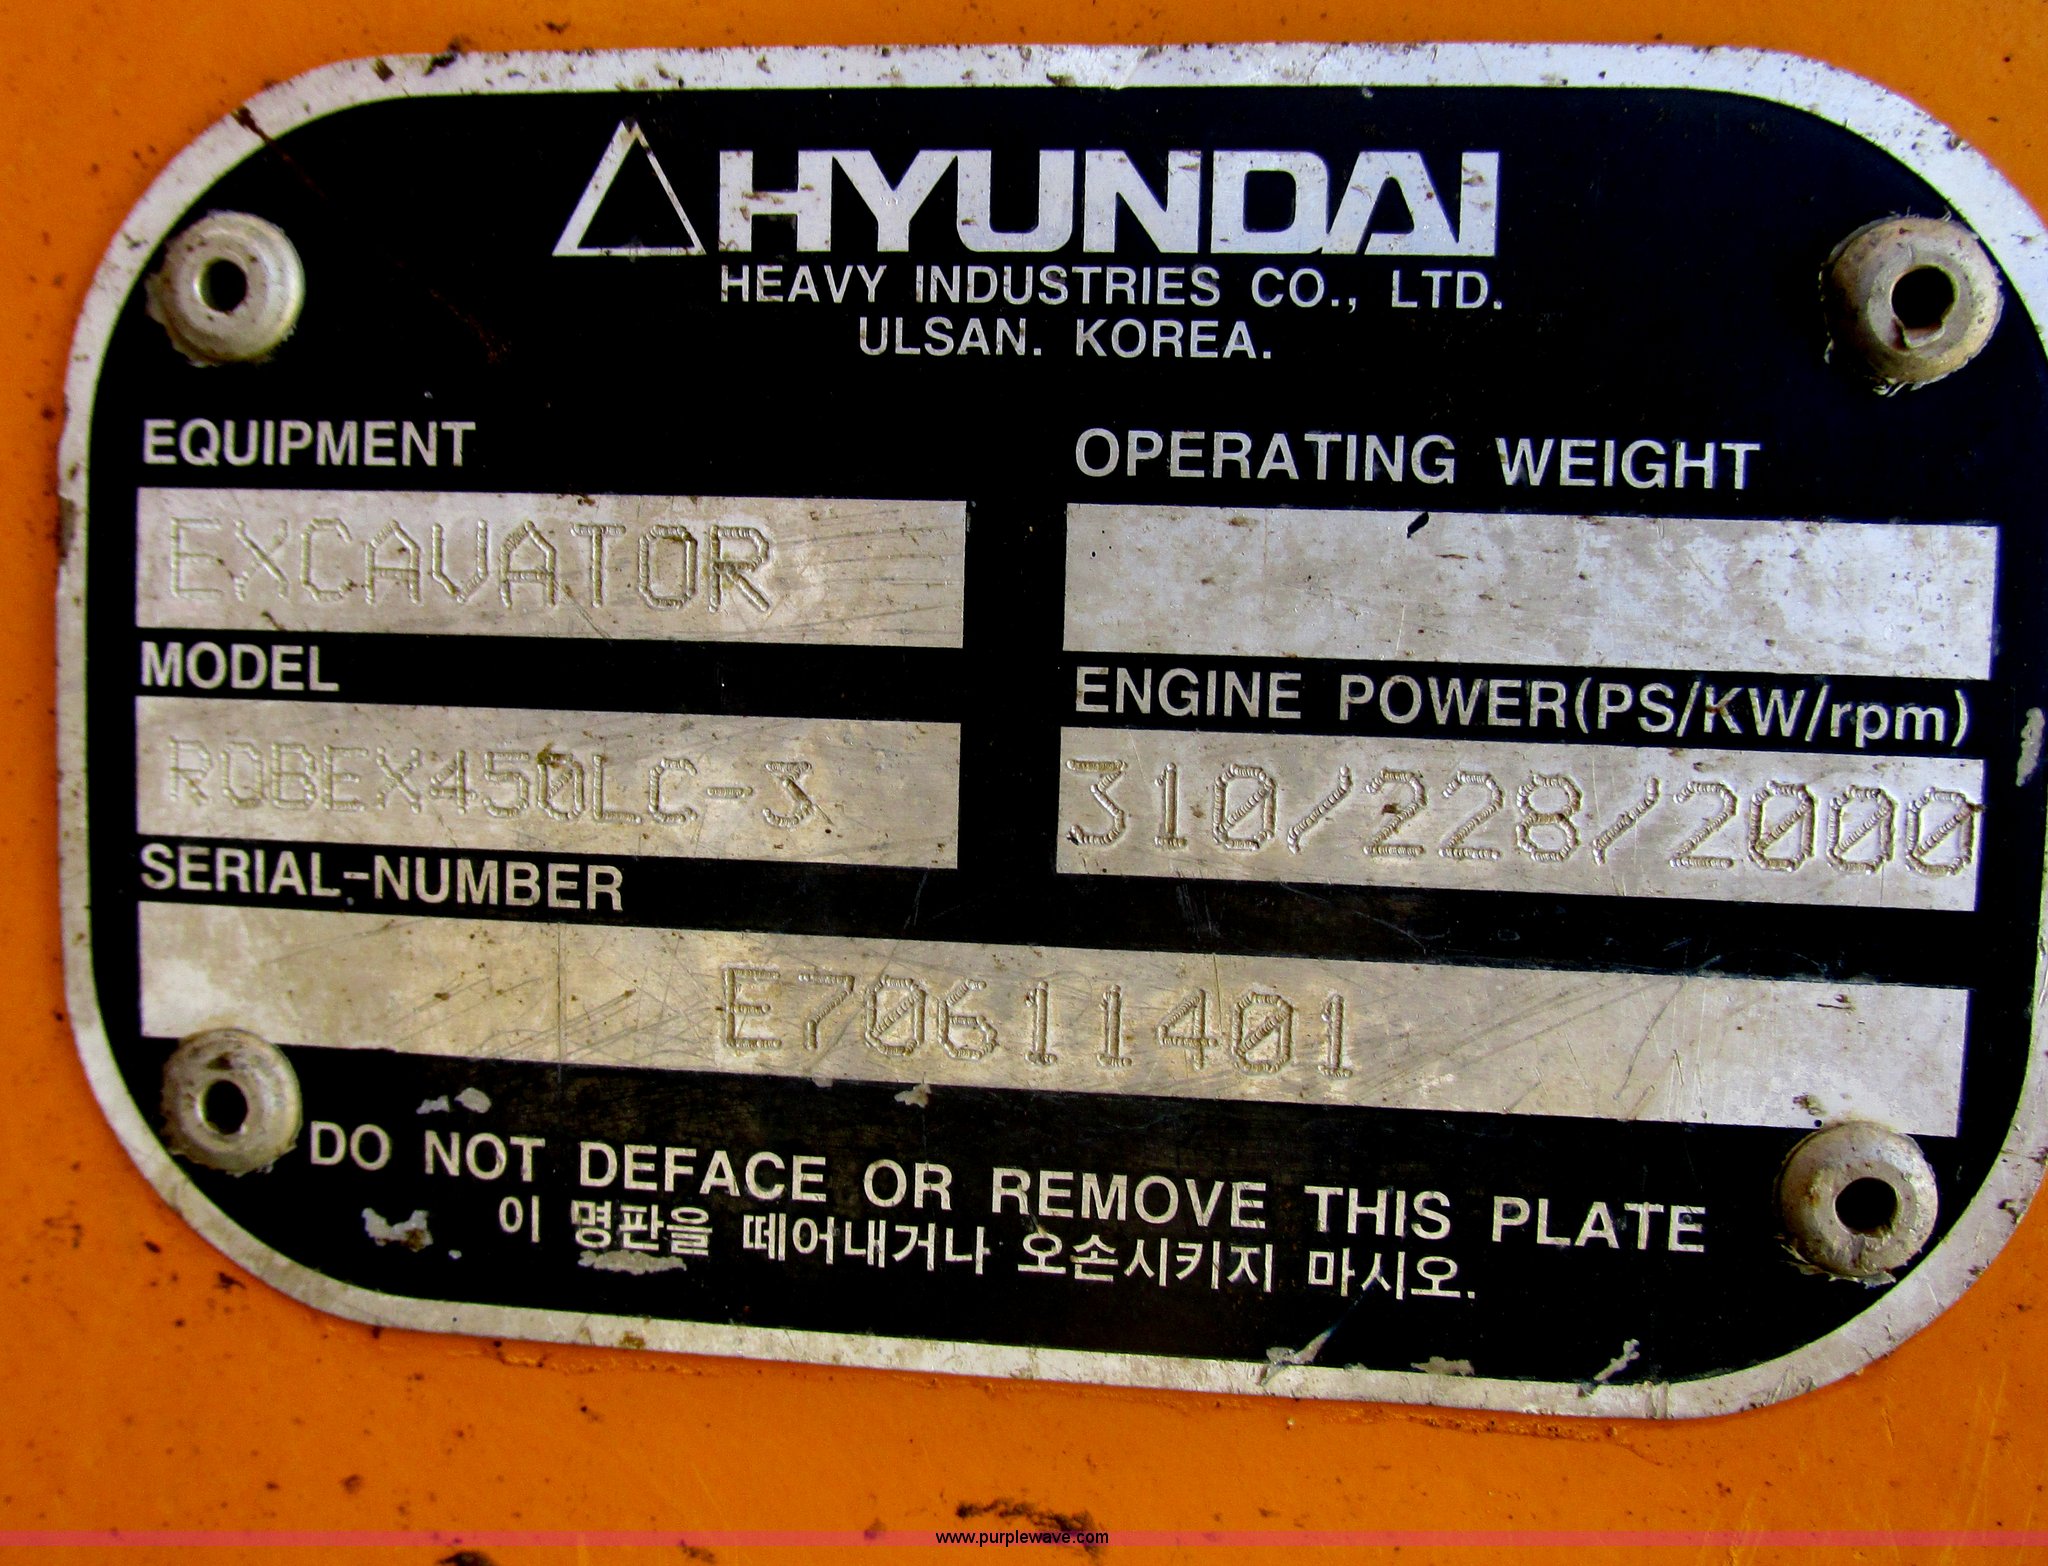 HYUNDAI
HEAVY INDUSTRIES CO., LTD.
ULSAN. KOREA.
EQUIPMENT
EXCAVATOR
MODEL
ROBEX450LC-3
SERIAL-NUMBER
OPERATING WEIGHT
ENGINE POWER(PS/KW/rpm)
310/228/2000
E70611401
DO NOT DEFACE OR REMOVE THIS PLATE
이 명판을 떼어내거나 오손시키지 마시오.
www.purplewave.com